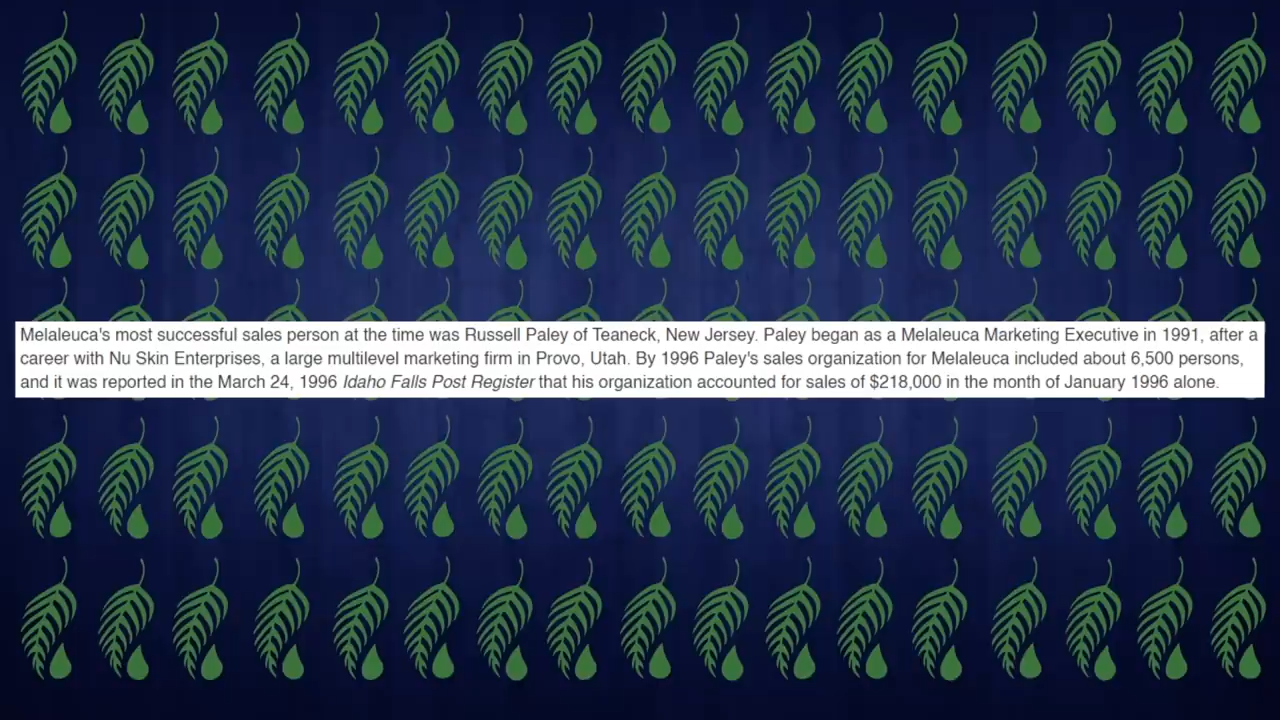 Melaleuca's most successful sales person at the time was Russell Paley of Teaneck, New Jersey. Paley began as a Melaleuca Marketing Executive in 1991, after a
career with Nu Skin Enterprises, a large multilevel marketing firm in Provo, Utah. By 1996 Paley's sales organization for Melaleuca included about 6,500 persons,
and it was reported in the March 24, 1996 Idaho Falls Post Register that his organization accounted for sales of $218,000 in the month of January 1996 alone.